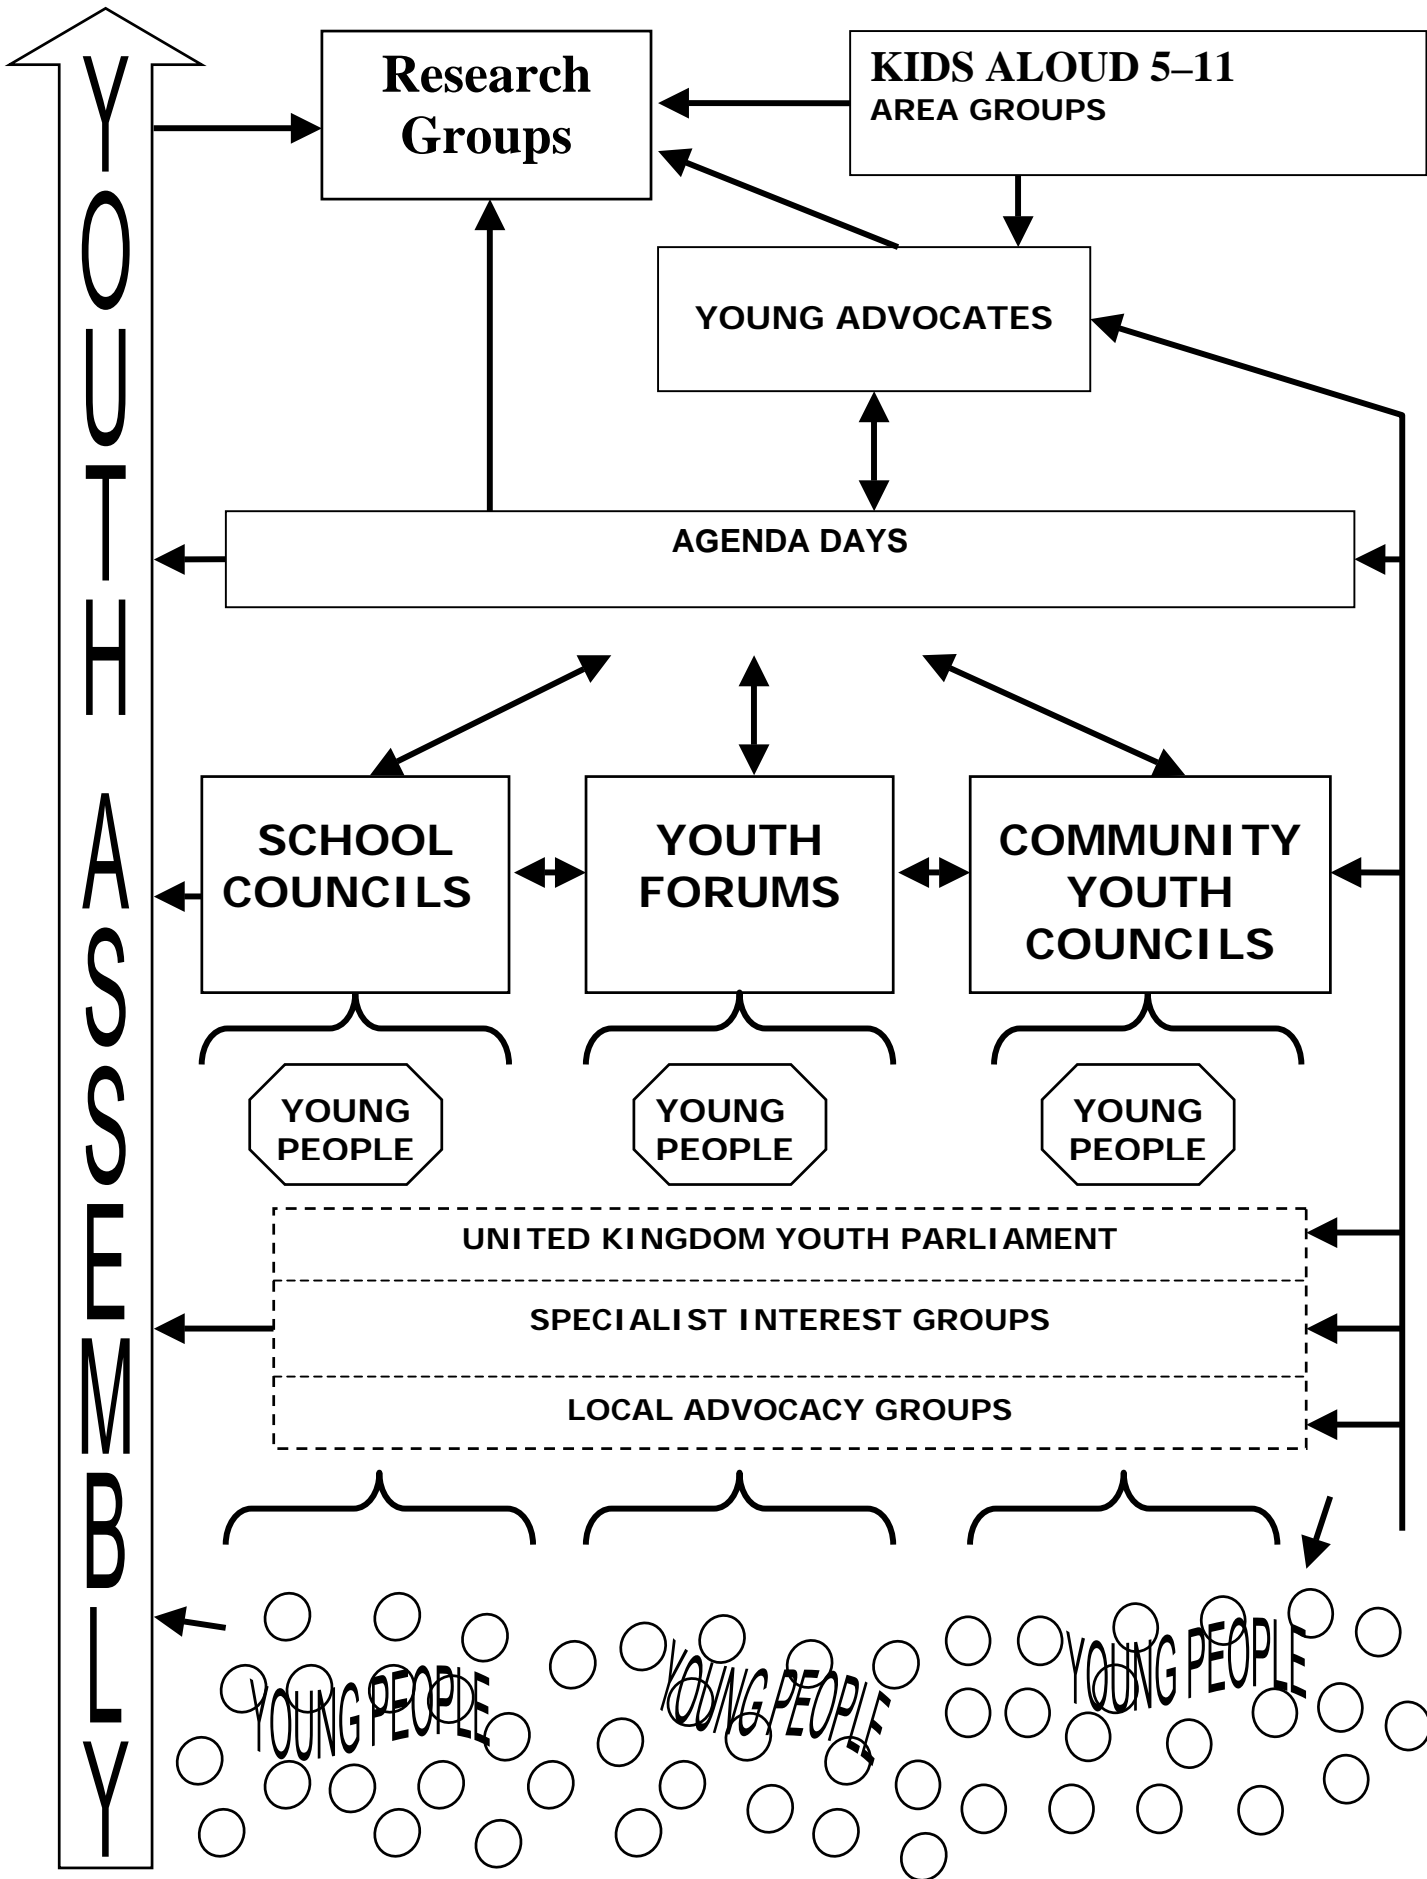 YOUTH ASSEMBLY
Research
Groups
KIDS ALOUD 5–11
AREA GROUPS
YOUNG ADVOCATES
AGENDA DAYS
SCHOOL
COUNCILS
YOUTH
FORUMS
COMMUNITY
YOUTH
COUNCILS
YOUNG
PEOPLE
YOUNG
PEOPLE
YOUNG
PEOPLE
UNITED KINGDOM YOUTH PARLIAMENT
SPECIALIST INTEREST GROUPS
LOCAL ADVOCACY GROUPS
YOUNG PEOPLE
YOUNG PEOPLE
YOUNG PEOPLE